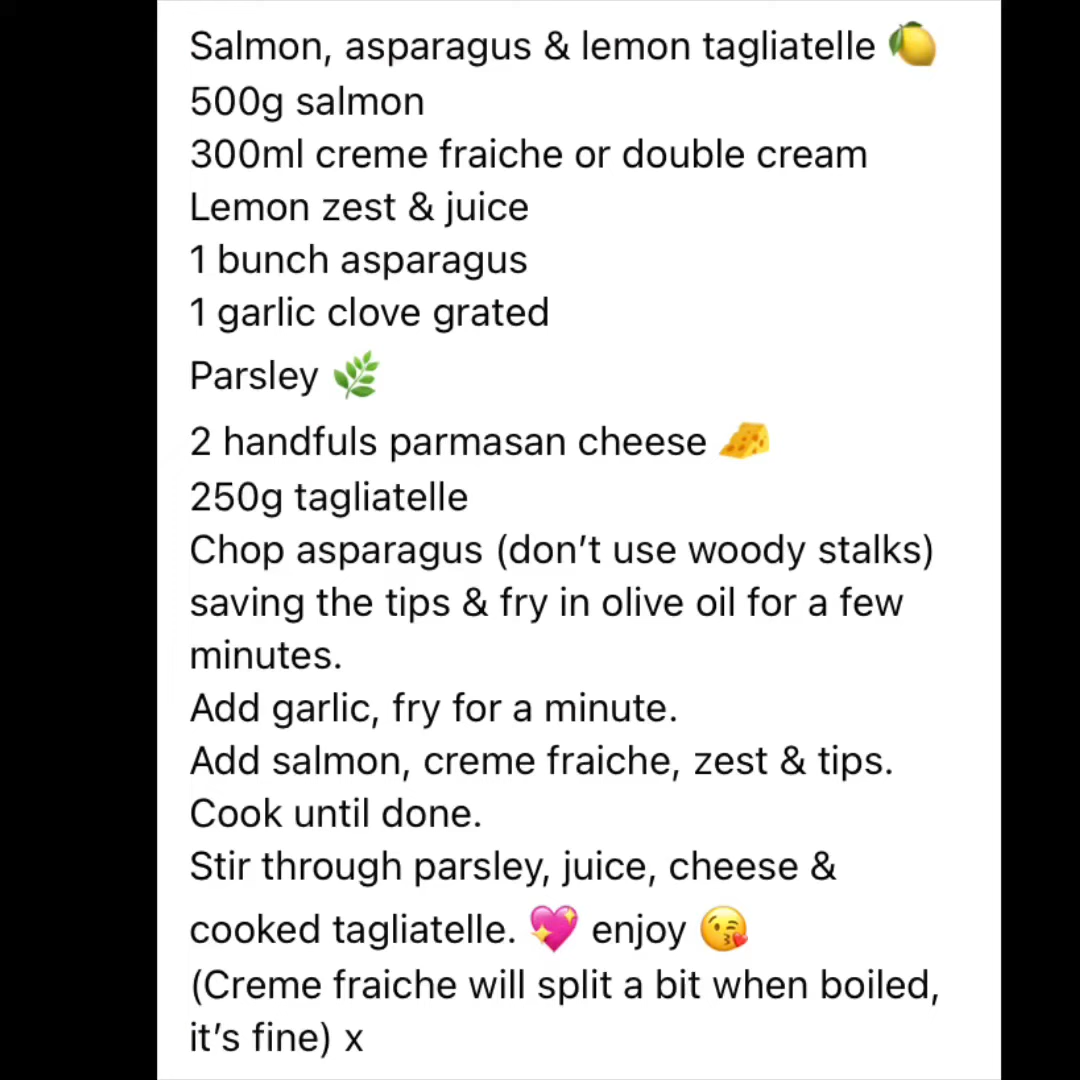 Salmon, asparagus & lemon tagliatelle 🍋
500g salmon
300ml creme fraiche or double cream
Lemon zest & juice
1 bunch asparagus
1 garlic clove grated
Parsley 🌿
2 handfuls parmasan cheese 🧀
250g tagliatelle
Chop asparagus (don’t use woody stalks)
saving the tips & fry in olive oil for a few
minutes.
Add garlic, fry for a minute.
Add salmon, creme fraiche, zest & tips.
Cook until done.
Stir through parsley, juice, cheese &
cooked tagliatelle. 💖 enjoy 😘
(Creme fraiche will split a bit when boiled,
it’s fine) x